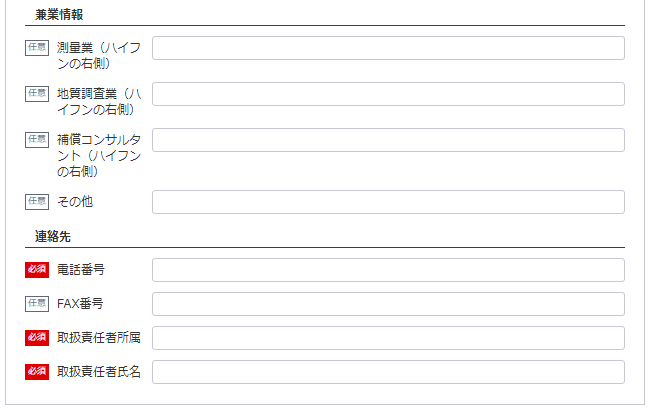 兼業情報
任意 測量業（ハイフ
ンの右側）
任意 地質調査業（ハ
イフンの右側）
任意 補償コンサルタ
ント（ハイフン
の右側）
任意 その他
連絡先
必須 電話番号
任意 FAX番号
必須 取扱責任者所属
必須 取扱責任者氏名